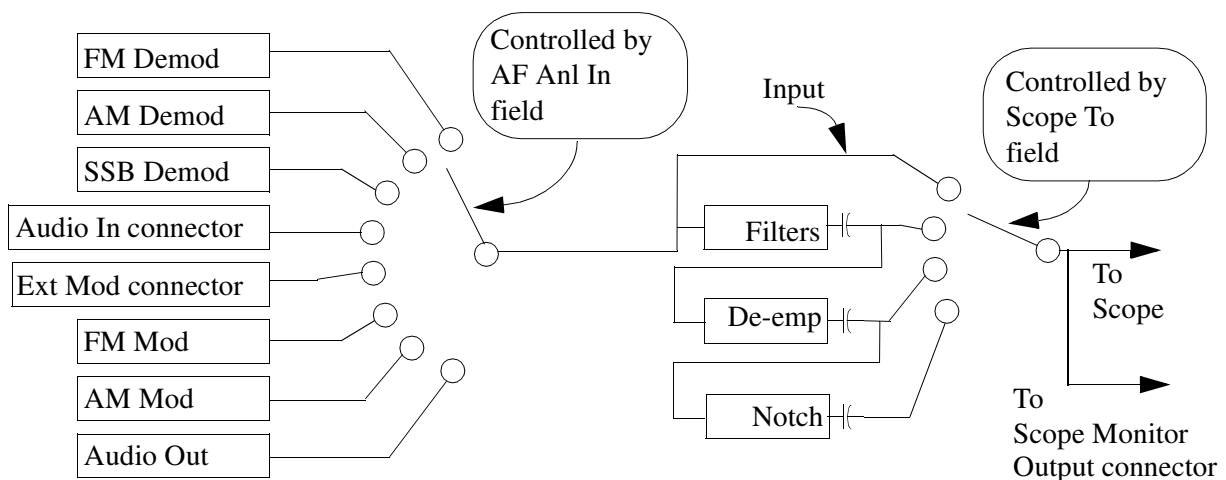 FM Demod
AM Demod
SSB Demod
Audio In connector
Ext Mod connector
FM Mod
AM Mod
Audio Out
Controlled by
AF Anl In
field
Input
Filters
De-emp
Notch
Controlled by
Scope To
field
To
Scope
To
Scope Monitor
Output connector